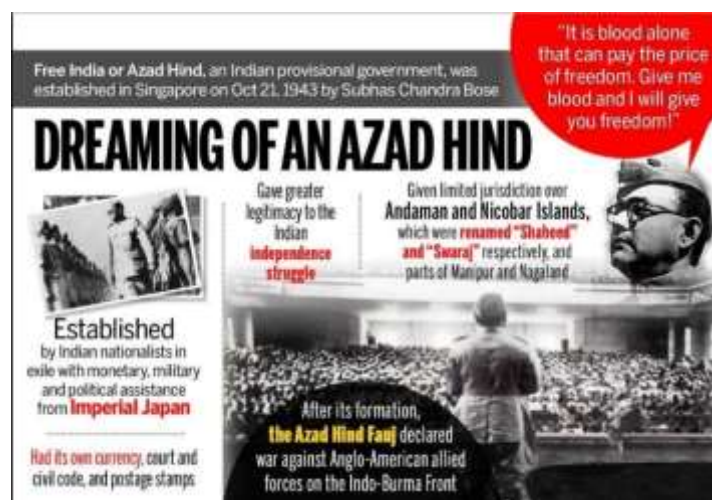 Free India or Azad Hind, an Indian provisional government, was
established in Singapore on Oct 21, 1943 by Subhas Chandra Bose
"It is blood alone
that can pay the price
of freedom. Give me
blood and I will give
you freedom!"
DREAMING OF AN AZAD HIND
Established
by Indian nationalists in
exile with monetary, military
and political assistance
from Imperial Japan
Had its own currency, court and
civil code, and postage stamps
Gave greater
legitimacy to the
Indian
independence
struggle
Given limited jurisdiction over
Andaman and Nicobar Islands,
which were renamed "Shaheed"
and "Swaraj" respectively, and
parts of Manipur and Nagaland
After its formation,
the Azad Hind Fauj declared
war against Anglo-American allied
forces on the Indo-Burma Front